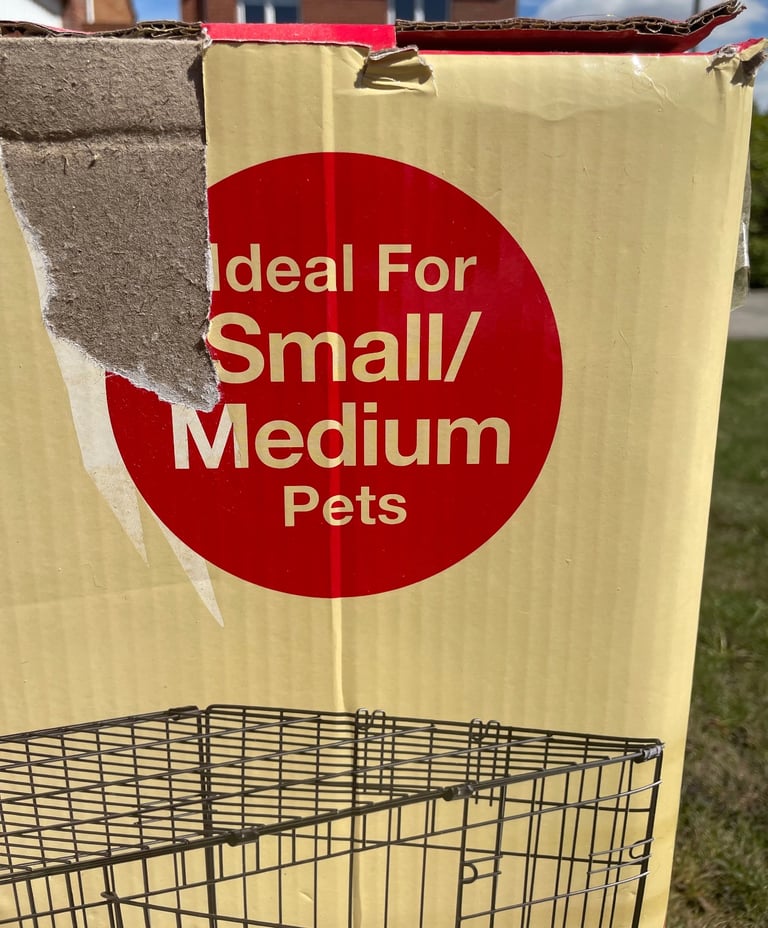 Ideal For
Small/
Medium
Pets